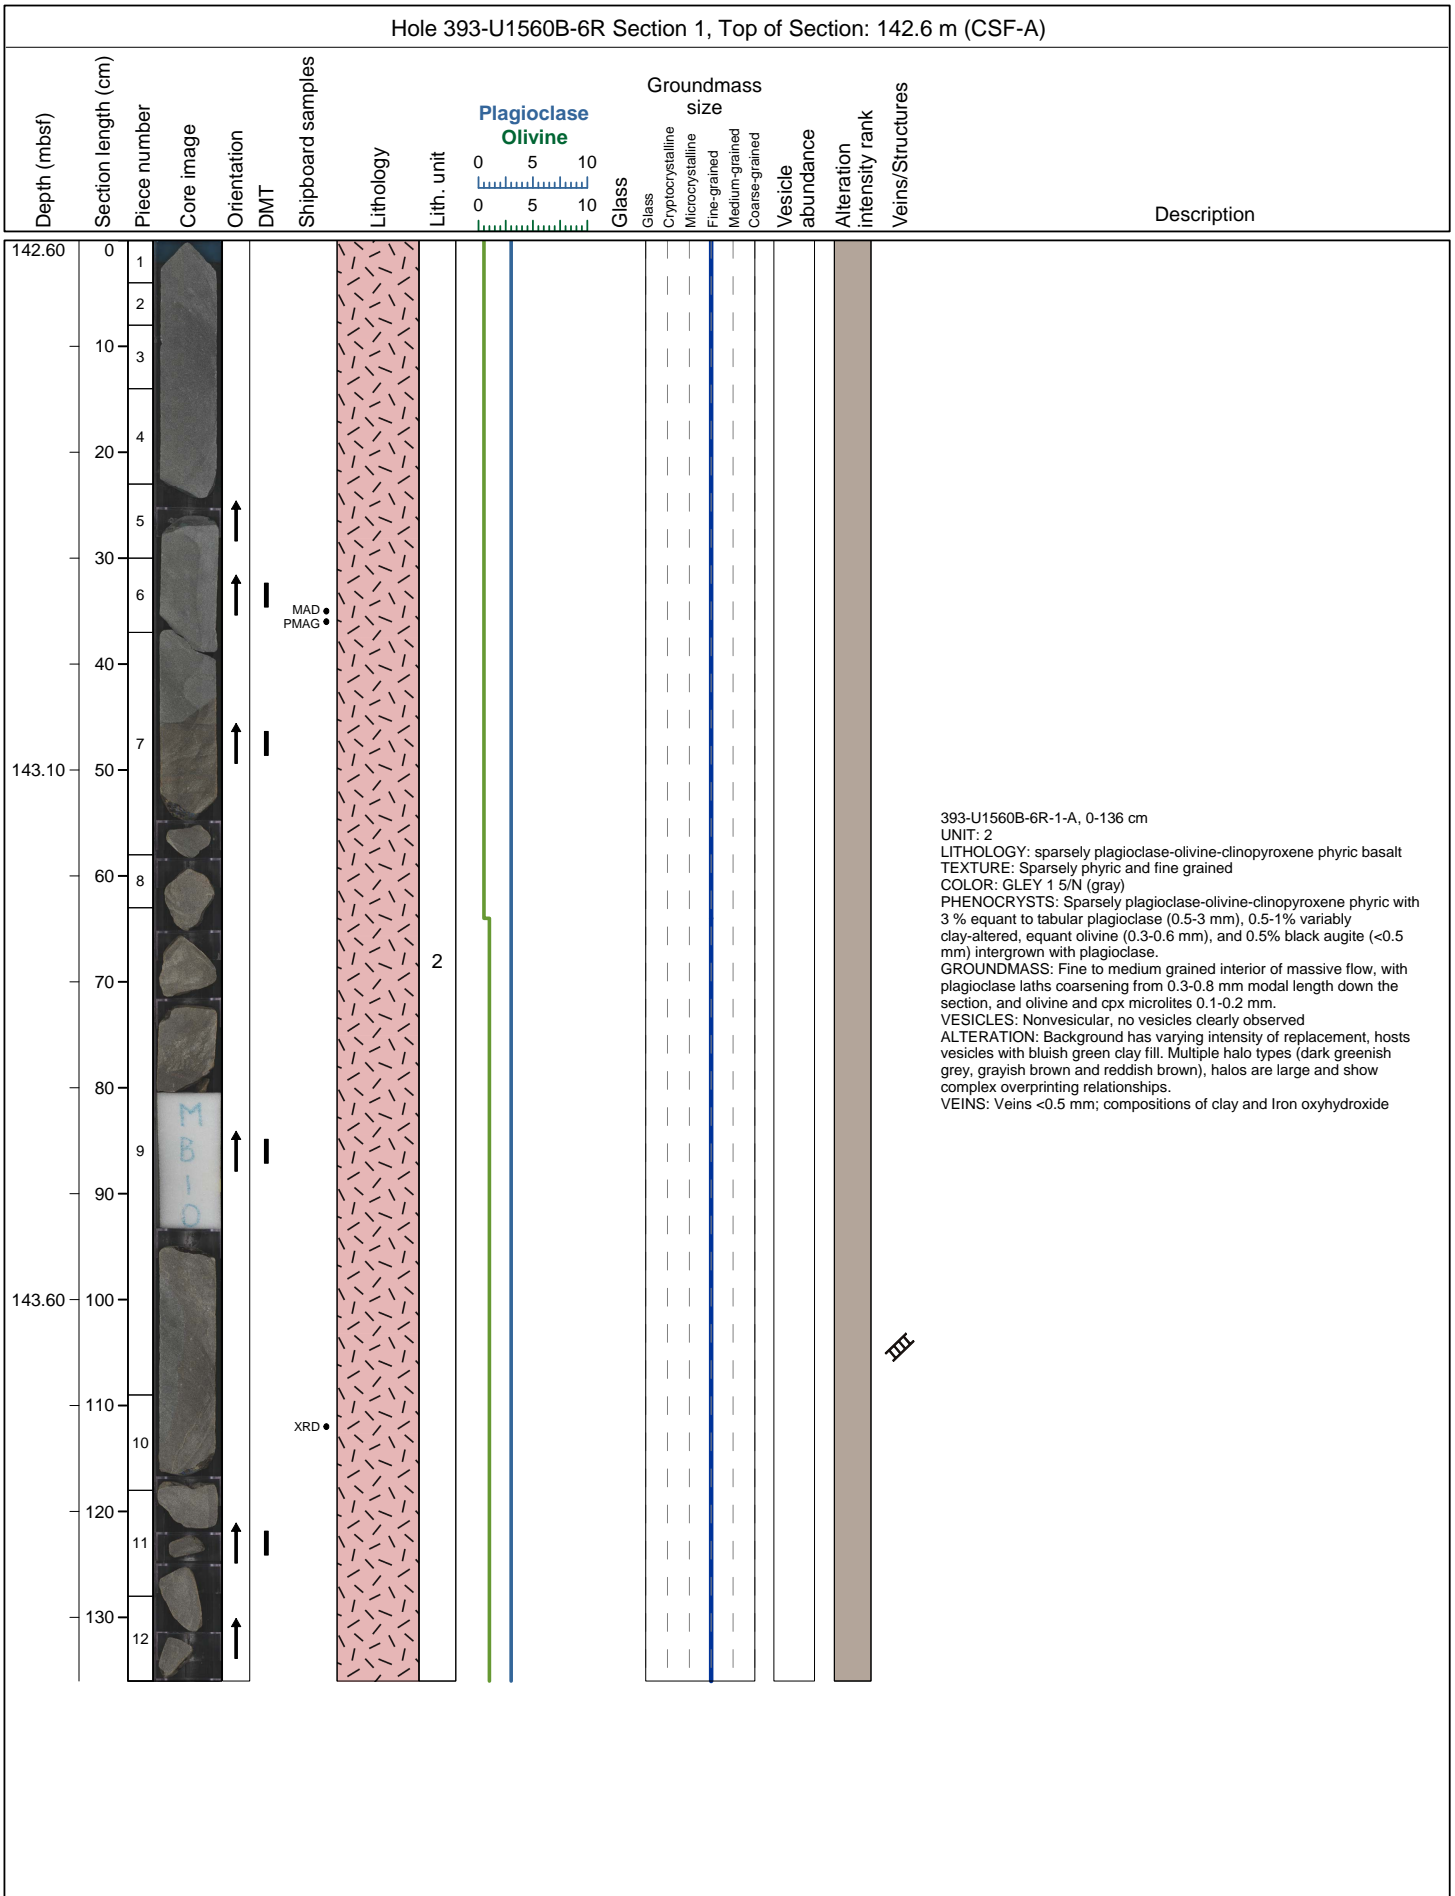 Hole 393-U1560B-6R Section 1, Top of Section: 142.6 m (CSF-A)
Depth (mbsf)
Section length (cm)
Piece number
Core image
Orientation
DMT
Shipboard samples
Lithology
Lith. unit
Plagioclase
Olivine
0 5 10
0 5 10
Glass
Groundmass
size
Glass
Cryptocrystalline
Microcrystalline
Fine-grained
Medium-grained
Coarse-grained
Vesicle
abundance
Alteration
intensity rank
Veins/Structures
Description
142.60
143.10
143.60
0
10
20
30
40
50
60
70
80
90
100
110
120
130
1
2
3
4
5
6
7
8
9
10
11
12
M
B
I
O
MAD
PMAG
XRD
2
393-U1560B-6R-1-A, 0-136 cm
UNIT: 2
LITHOLOGY: sparsely plagioclase-olivine-clinopyroxene phyric basalt
TEXTURE: Sparsely phyric and fine grained
COLOR: GLEY 1 5/N (gray)
PHENOCRYSTS: Sparsely plagioclase-olivine-clinopyroxene phyric with
3 % equant to tabular plagioclase (0.5-3 mm), 0.5-1% variably
clay-altered, equant olivine (0.3-0.6 mm), and 0.5% black augite (<0.5
mm) intergrown with plagioclase.
GROUNDMASS: Fine to medium grained interior of massive flow, with
plagioclase laths coarsening from 0.3-0.8 mm modal length down the
section, and olivine and cpx microlites 0.1-0.2 mm.
VESICLES: Nonvesicular, no vesicles clearly observed
ALTERATION: Background has varying intensity of replacement, hosts
vesicles with bluish green clay fill. Multiple halo types (dark greenish
grey, grayish brown and reddish brown), halos are large and show
complex overprinting relationships.
VEINS: Veins <0.5 mm; compositions of clay and Iron oxyhydroxide